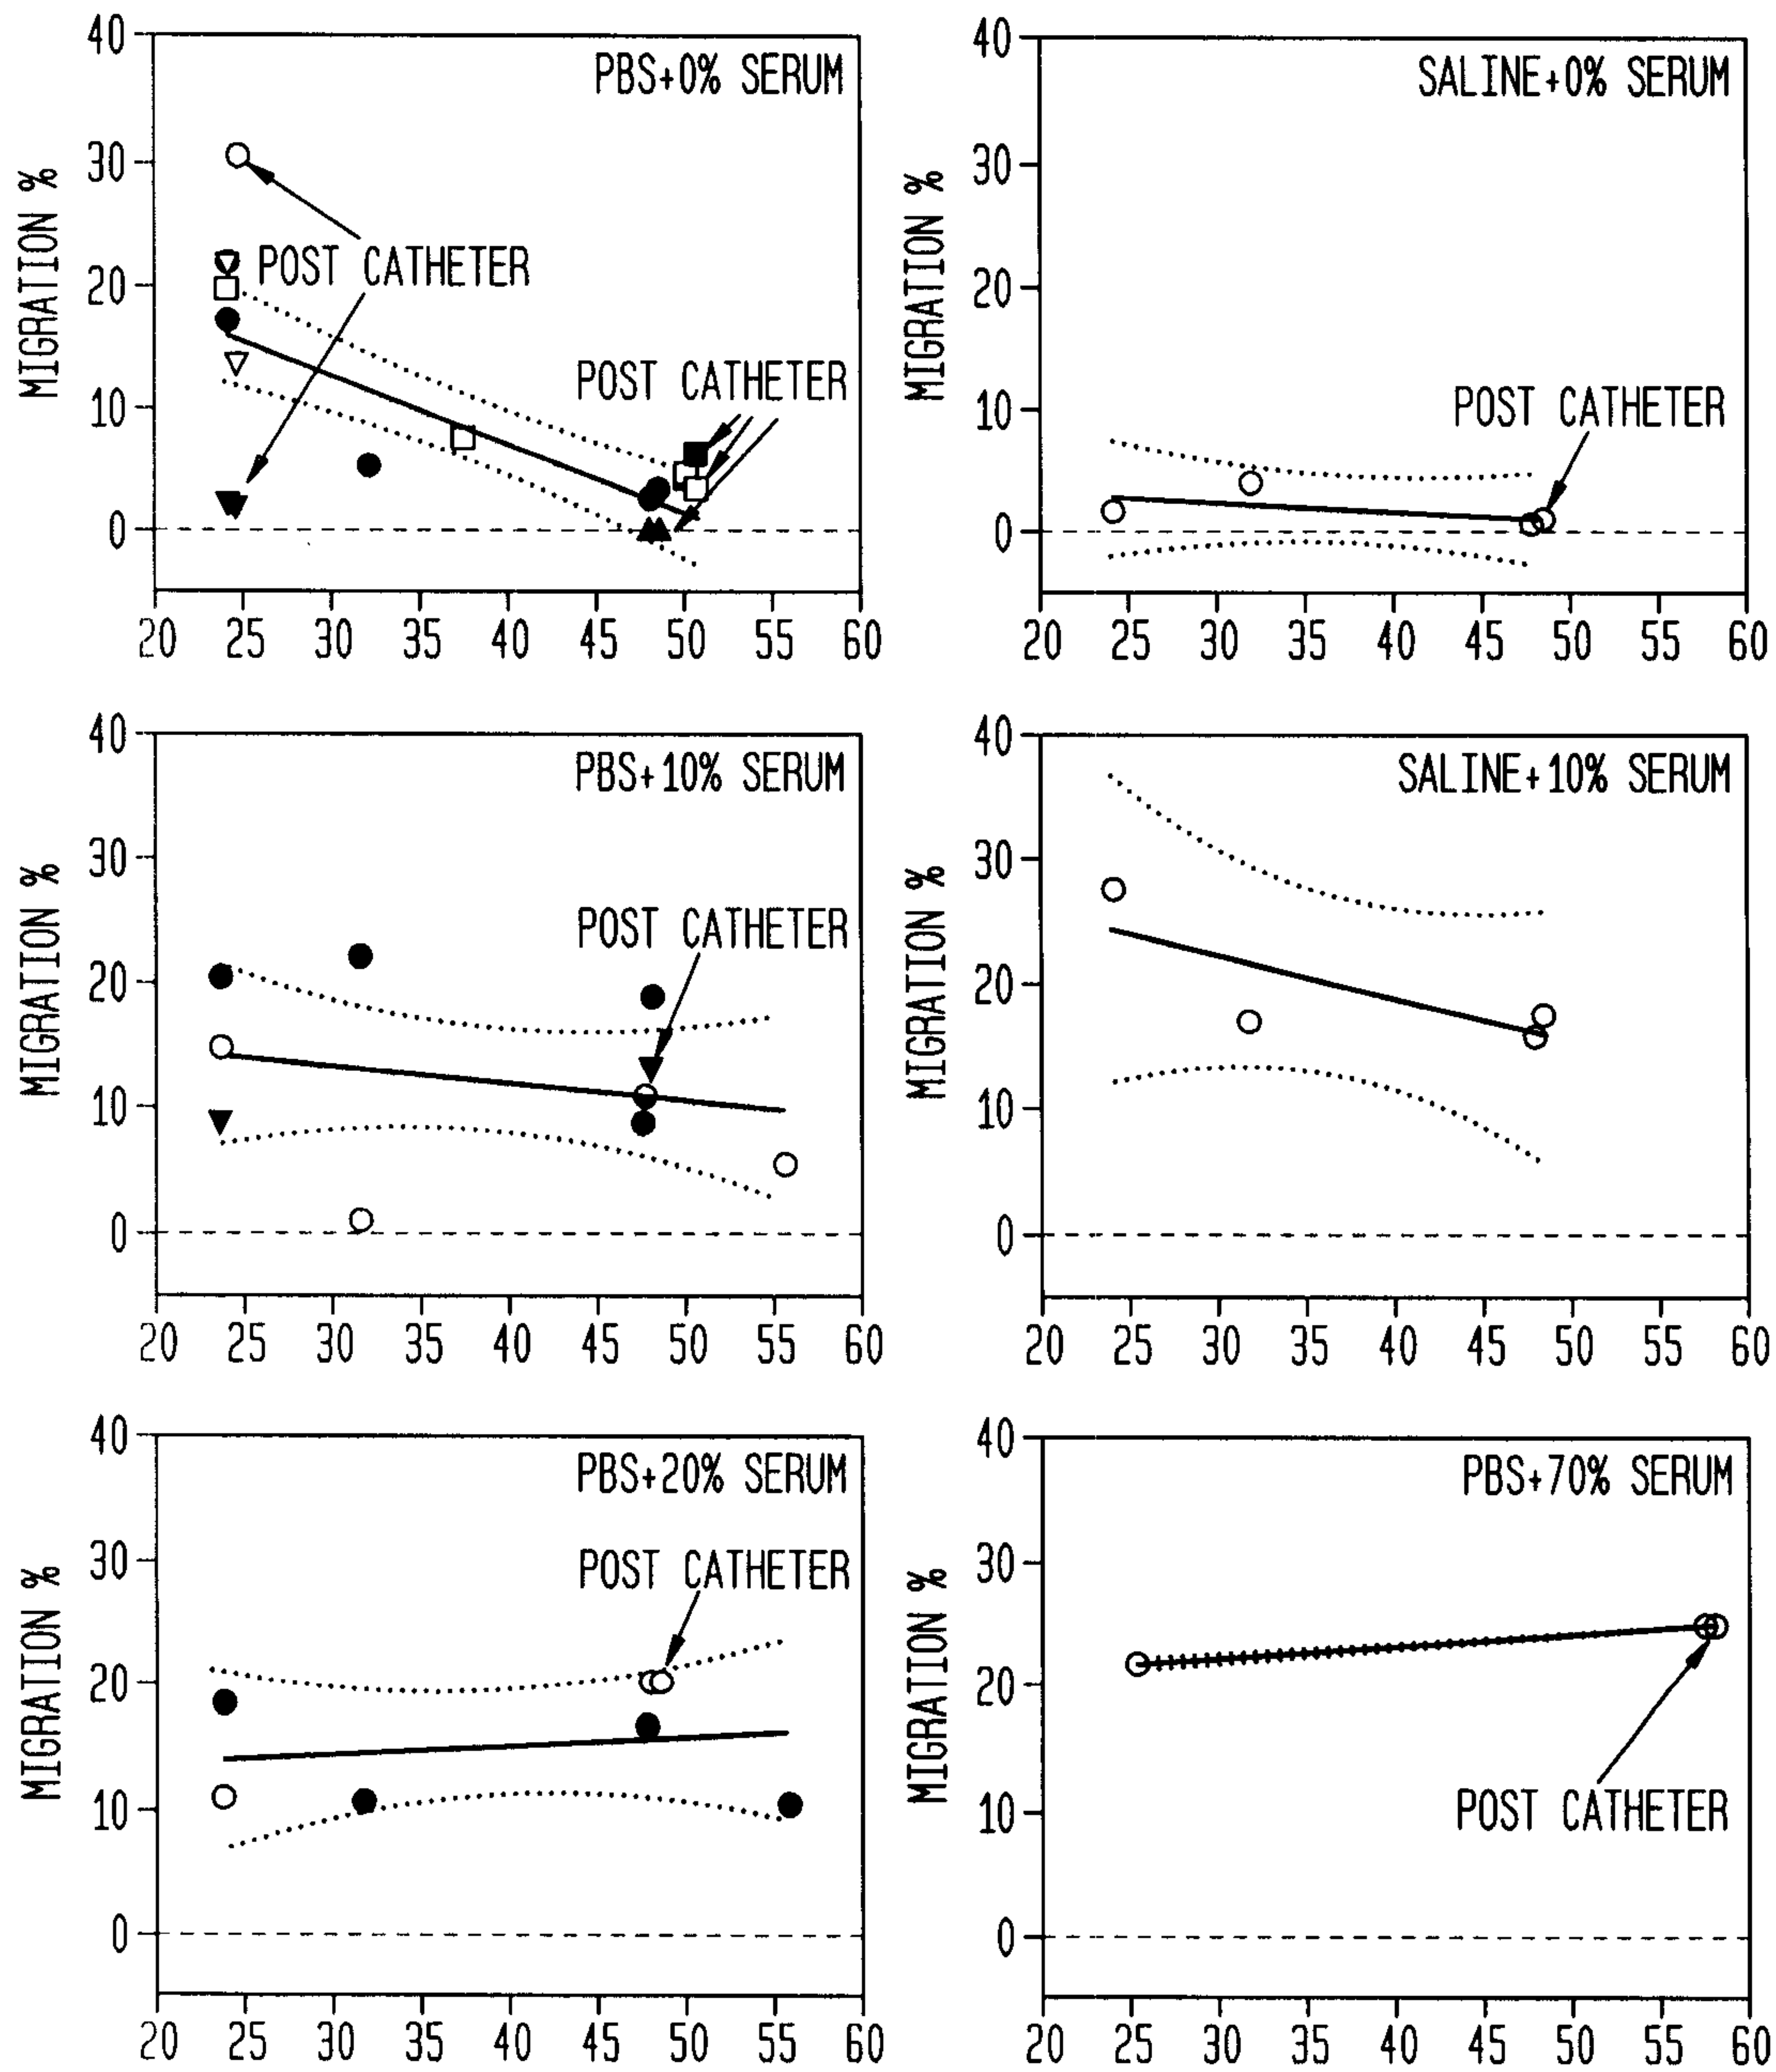 PBS+0% SERUM
MIGRATION %
40
30
20
10
0
POST CATHETER
POST CATHETER
20 25 30 35 40 45 50 55 60
SALINE+0% SERUM
MIGRATION %
40
30
20
10
0
POST CATHETER
20 25 30 35 40 45 50 55 60
PBS+10% SERUM
MIGRATION %
40
30
20
10
0
POST CATHETER
20 25 30 35 40 45 50 55 60
SALINE+10% SERUM
MIGRATION %
40
30
20
10
0
20 25 30 35 40 45 50 55 60
PBS+20% SERUM
MIGRATION %
40
30
20
10
0
POST CATHETER
20 25 30 35 40 45 50 55 60
PBS+70% SERUM
MIGRATION %
40
30
20
10
0
POST CATHETER
20 25 30 35 40 45 50 55 60